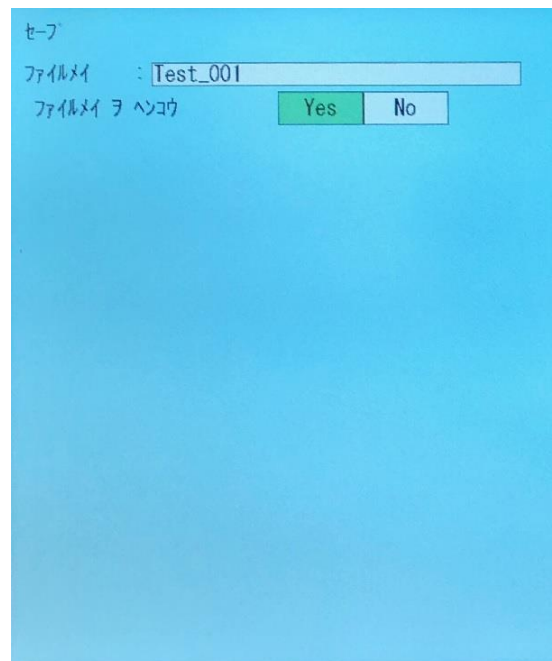 ｾｰﾌﾞ
ﾌｧｲﾙﾒｲ : Test_001
ﾌｧｲﾙﾒｲ ｦ ﾍﾝｺｳ Yes No